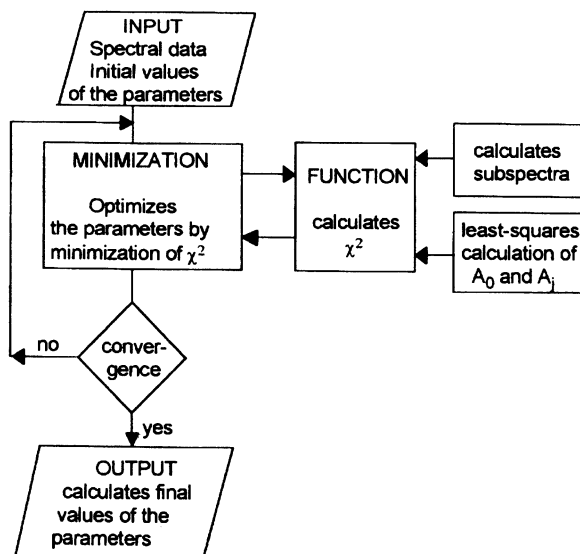 INPUT
Spectral data
Initial values
of the parameters
MINIMIZATION
Optimizes
the parameters by
minimization of χ²
FUNCTION
calculates
χ²
calculates
subspectra
least-squares
calculation of
A₀ and Aⱼ
no
conver-
gence
yes
OUTPUT
calculates final
values of the
parameters